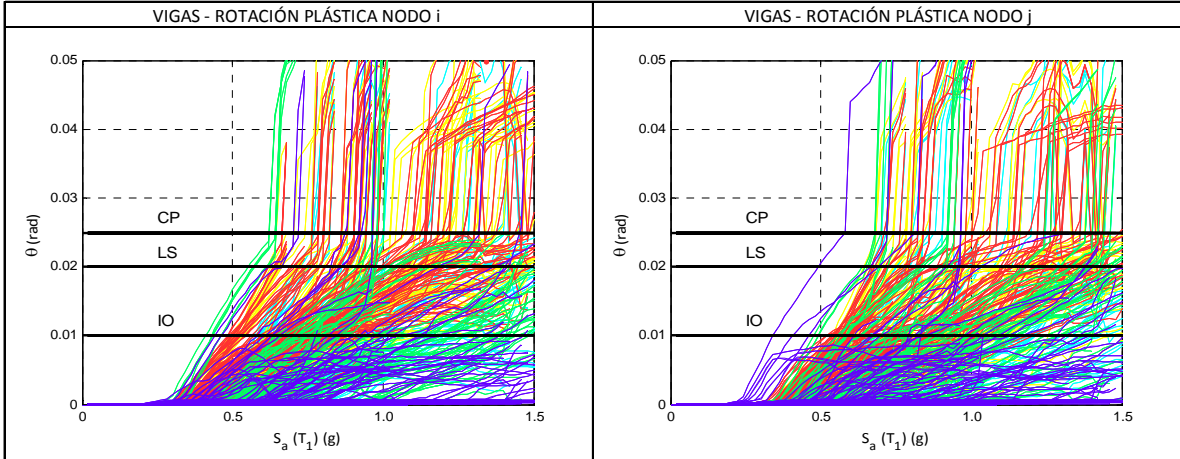 VIGAS - ROTACIÓN PLÁSTICA NODO i
VIGAS - ROTACIÓN PLÁSTICA NODO j
0.05
0.04
0.03
0.02
0.01
0
θ (rad)
CP
LS
IO
0
0.5
1.0
1.5
S_a (T_1) (g)
0.05
0.04
0.03
0.02
0.01
0
θ (rad)
CP
LS
IO
0
0.5
1.0
1.5
S_a (T_1) (g)